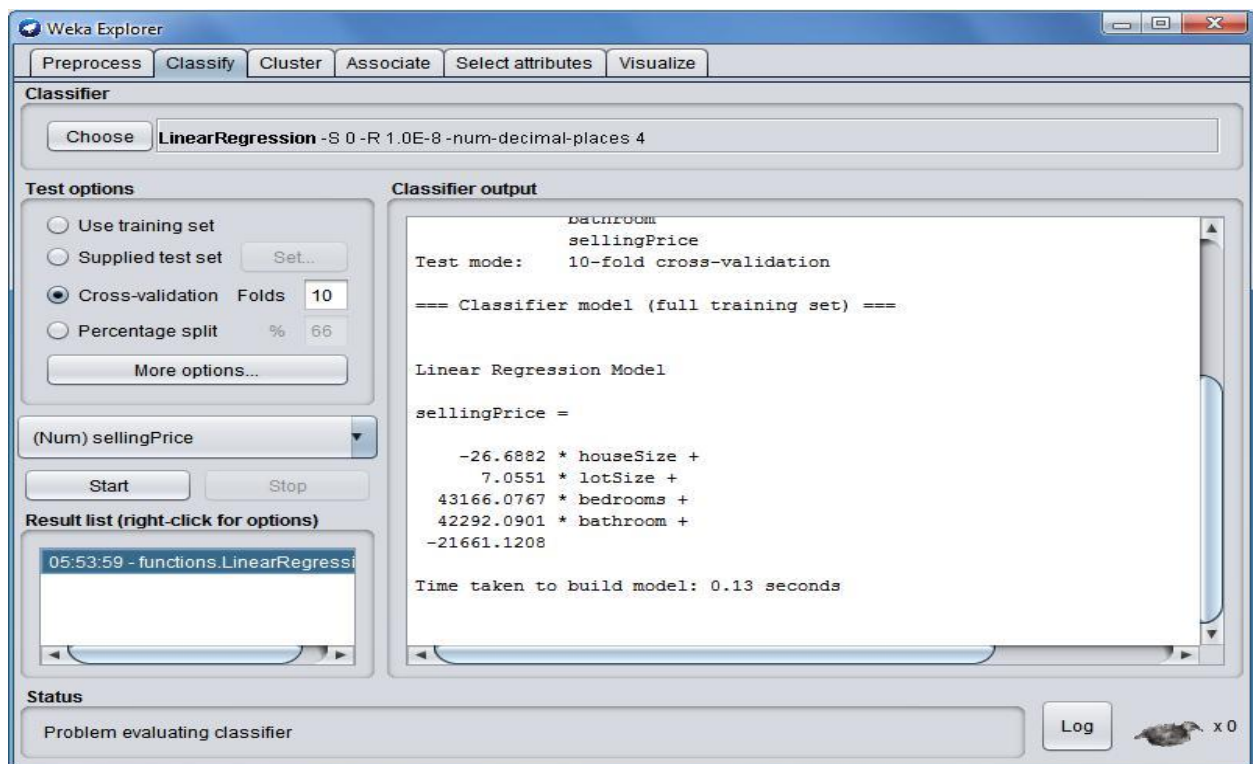 Weka Explorer
Preprocess Classify Cluster Associate Select attributes Visualize
Classifier
Choose LinearRegression -S 0 -R 1.0E-8 -num-decimal-places 4
Test options
Use training set
Supplied test set Set...
Cross-validation Folds 10
Percentage split % 66
More options...
(Num) sellingPrice
Start Stop
Result list (right-click for options)
05:53:59 - functions.LinearRegressi
Classifier output
bathroom
sellingPrice
Test mode: 10-fold cross-validation
=== Classifier model (full training set) ===
Linear Regression Model
sellingPrice =
-26.6882 * houseSize +
7.0551 * lotSize +
43166.0767 * bedrooms +
42292.0901 * bathroom +
-21661.1208
Time taken to build model: 0.13 seconds
Status
Problem evaluating classifier
Log x 0